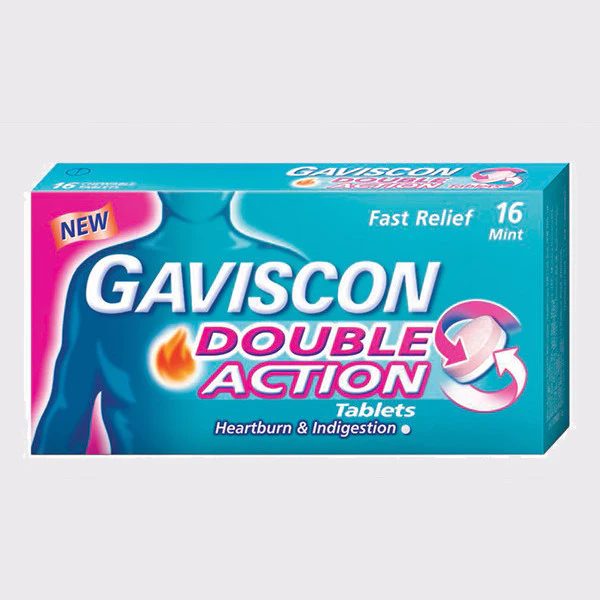 16 CHEWABLE TABLETS
GAVISCON
DOUBLE
ACTION
NEW
Fast Relief
16
Mint
GAVISCON
DOUBLE
ACTION
Tablets
Heartburn & Indigestion